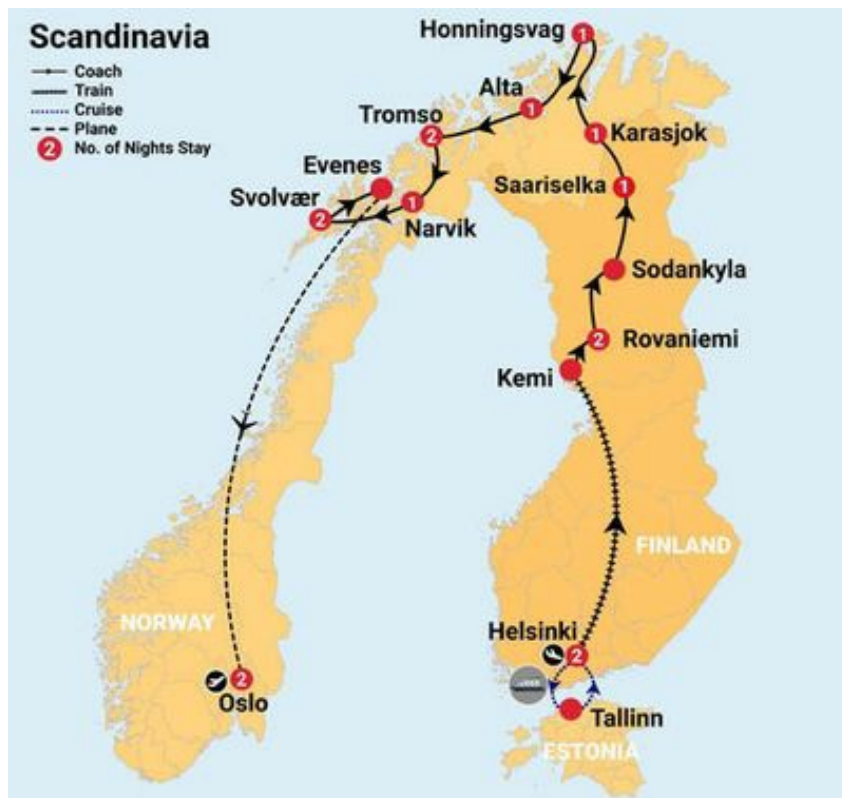 Scandinavia
Coach
Train
Cruise
Plane
2 No. of Nights Stay
Honningsvag 1
Alta
1
Tromso
2
1 Karasjok
Evenes
Saariselka 1
Svolvær
2
1
Narvik
Sodankyla
2 Rovaniemi
Kemi
FINLAND
NORWAY
Helsinki
2
2
Oslo
Tallinn
ESTONIA